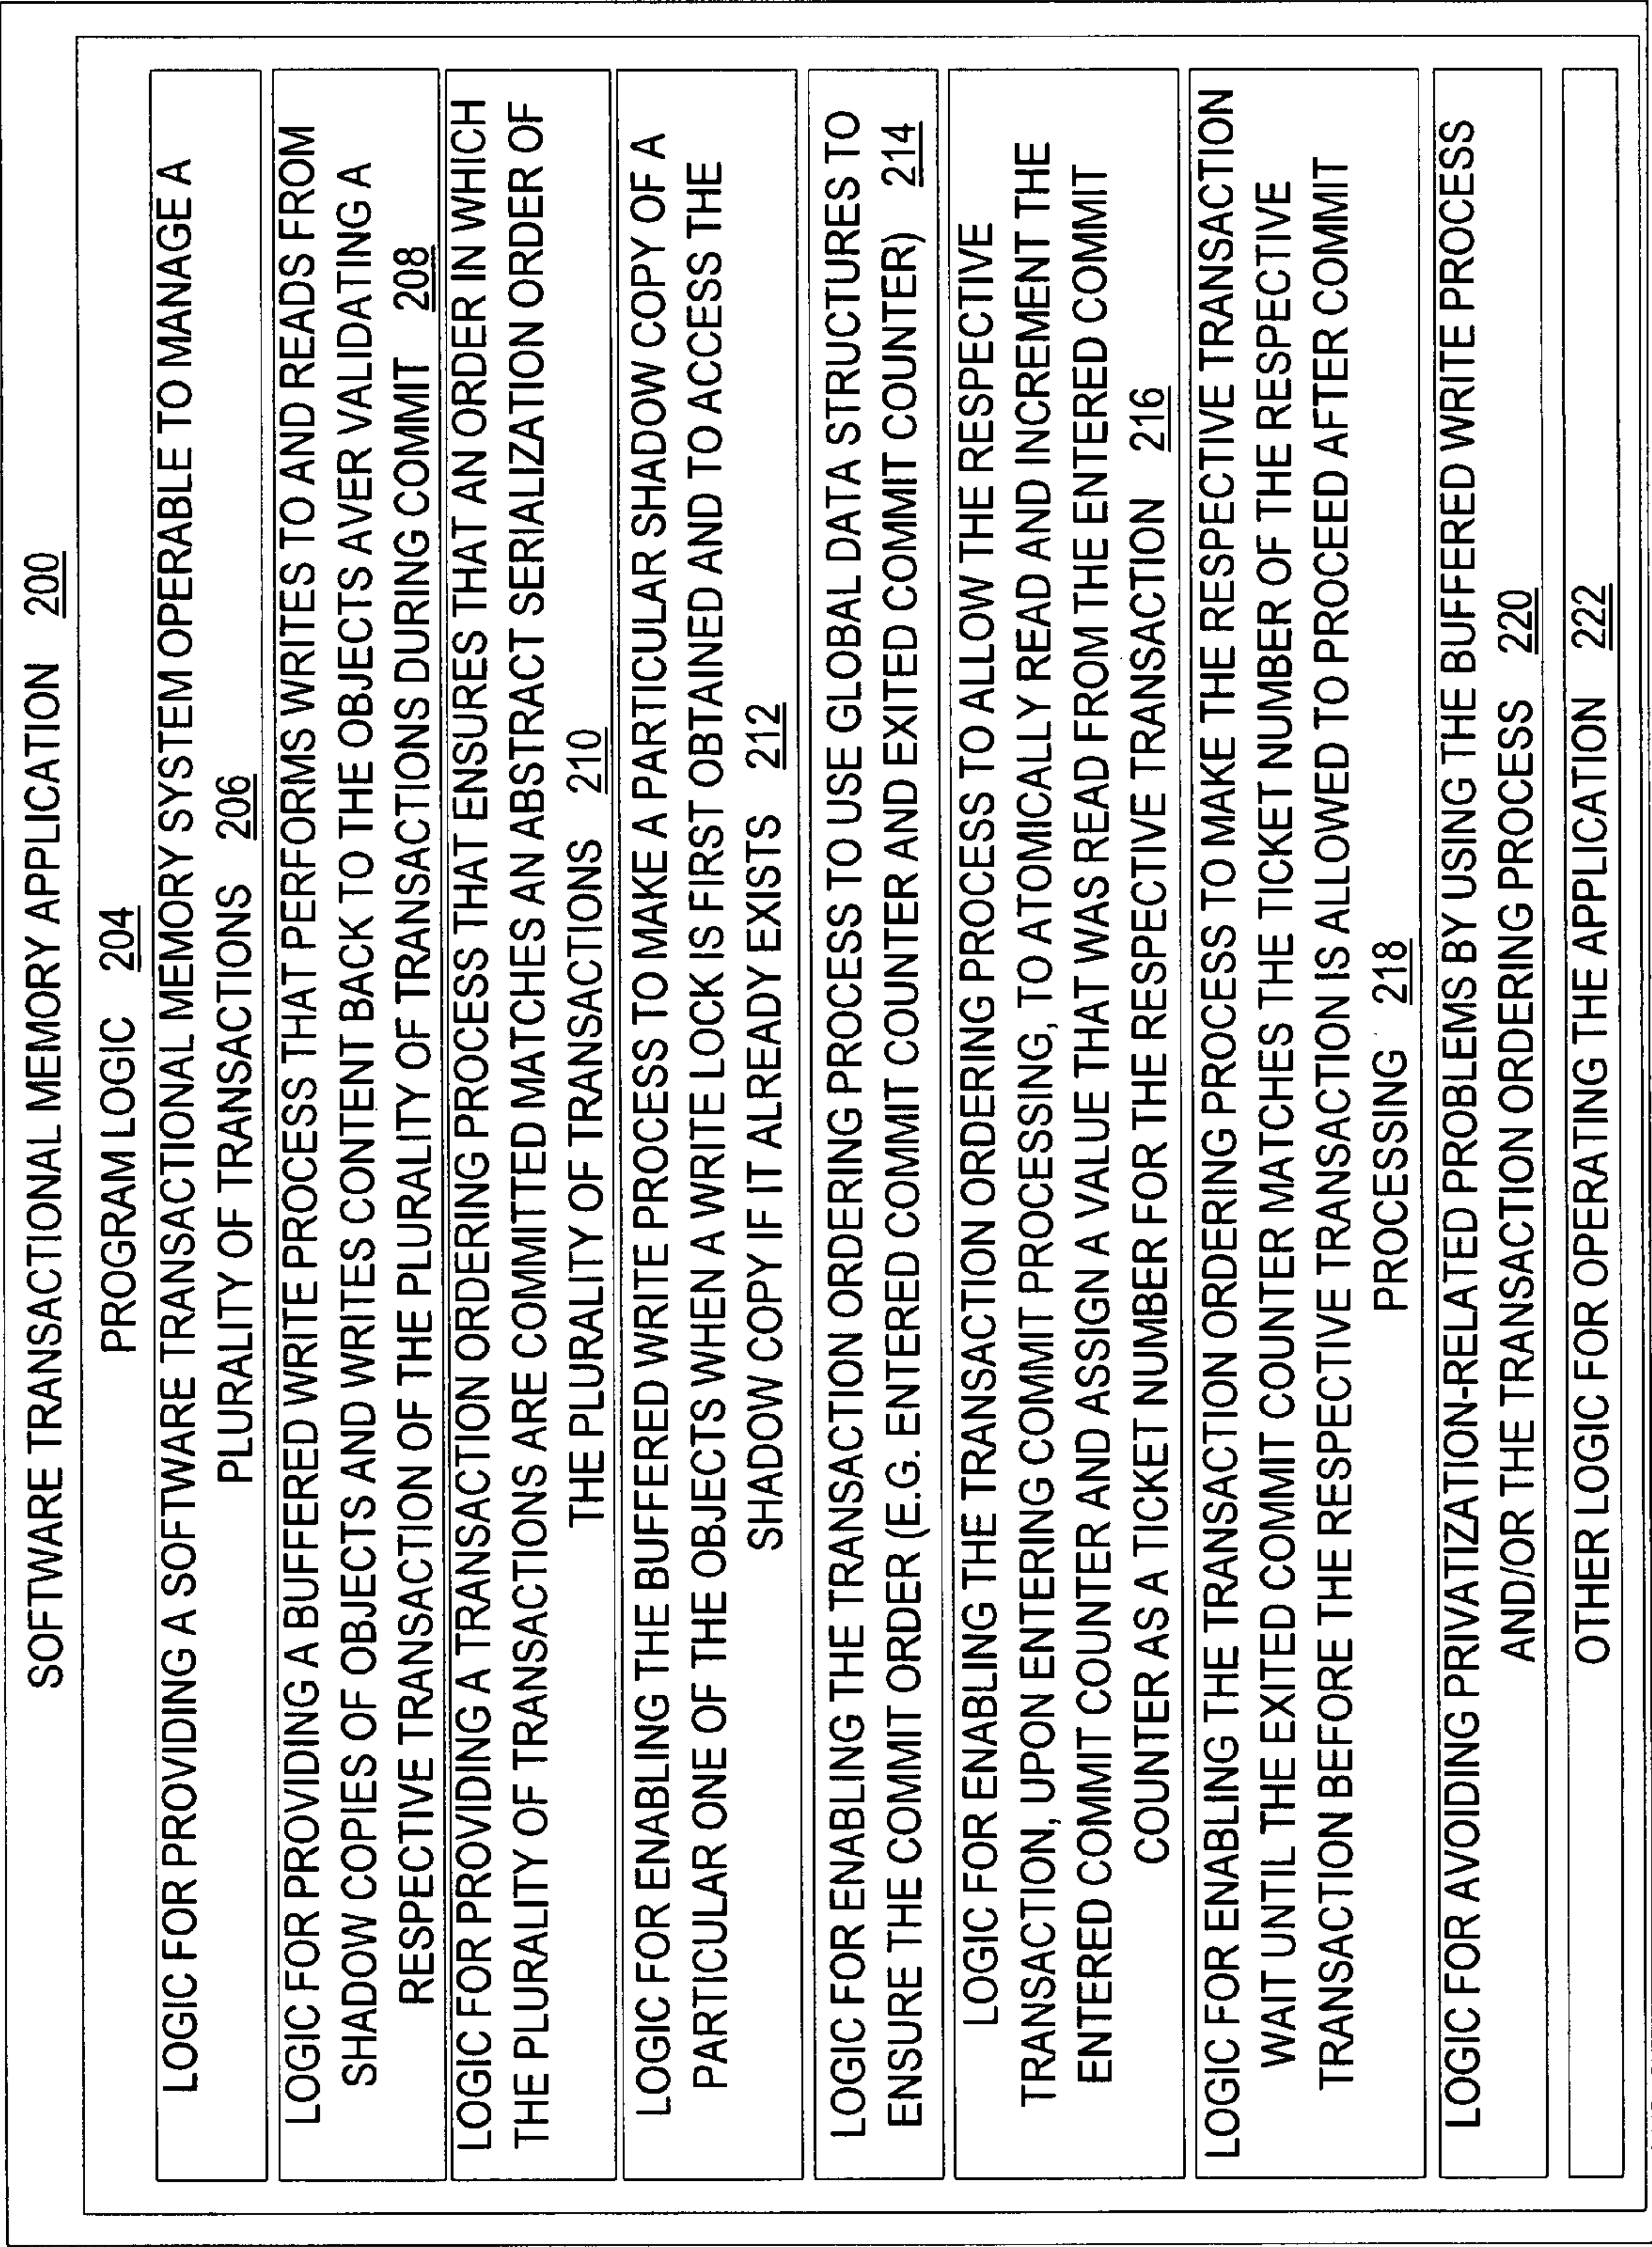 SOFTWARE TRANSACTIONAL MEMORY APPLICATION 200
PROGRAM LOGIC 204
LOGIC FOR PROVIDING A SOFTWARE TRANSACTIONAL MEMORY SYSTEM OPERABLE TO MANAGE A
PLURALITY OF TRANSACTIONS 206
LOGIC FOR PROVIDING A BUFFERED WRITE PROCESS THAT PERFORMS WRITES TO AND READS FROM
SHADOW COPIES OF OBJECTS AND WRITES CONTENT BACK TO THE OBJECTS AVER VALIDATING A
RESPECTIVE TRANSACTION OF THE PLURALITY OF TRANSACTIONS DURING COMMIT 208
LOGIC FOR PROVIDING A TRANSACTION ORDERING PROCESS THAT ENSURES THAT AN ORDER IN WHICH
THE PLURALITY OF TRANSACTIONS ARE COMMITTED MATCHES AN ABSTRACT SERIALIZATION ORDER OF
THE PLURALITY OF TRANSACTIONS 210
LOGIC FOR ENABLING THE BUFFERED WRITE PROCESS TO MAKE A PARTICULAR SHADOW COPY OF A
PARTICULAR ONE OF THE OBJECTS WHEN A WRITE LOCK IS FIRST OBTAINED AND TO ACCESS THE
SHADOW COPY IF IT ALREADY EXISTS 212
LOGIC FOR ENABLING THE TRANSACTION ORDERING PROCESS TO USE GLOBAL DATA STRUCTURES TO
ENSURE THE COMMIT ORDER (E.G. ENTERED COMMIT COUNTER AND EXITED COMMIT COUNTER) 214
LOGIC FOR ENABLING THE TRANSACTION ORDERING PROCESS TO ALLOW THE RESPECTIVE
TRANSACTION, UPON ENTERING COMMIT PROCESSING, TO ATOMICALLY READ AND INCREMENT THE
ENTERED COMMIT COUNTER AND ASSIGN A VALUE THAT WAS READ FROM THE ENTERED COMMIT
COUNTER AS A TICKET NUMBER FOR THE RESPECTIVE TRANSACTION 216
LOGIC FOR ENABLING THE TRANSACTION ORDERING PROCESS TO MAKE THE RESPECTIVE TRANSACTION
WAIT UNTIL THE EXITED COMMIT COUNTER MATCHES THE TICKET NUMBER OF THE RESPECTIVE
TRANSACTION BEFORE THE RESPECTIVE TRANSACTION IS ALLOWED TO PROCEED AFTER COMMIT
PROCESSING 218
LOGIC FOR AVOIDING PRIVATIZATION-RELATED PROBLEMS BY USING THE BUFFERED WRITE PROCESS
AND/OR THE TRANSACTION ORDERING PROCESS 220
OTHER LOGIC FOR OPERATING THE APPLICATION 222